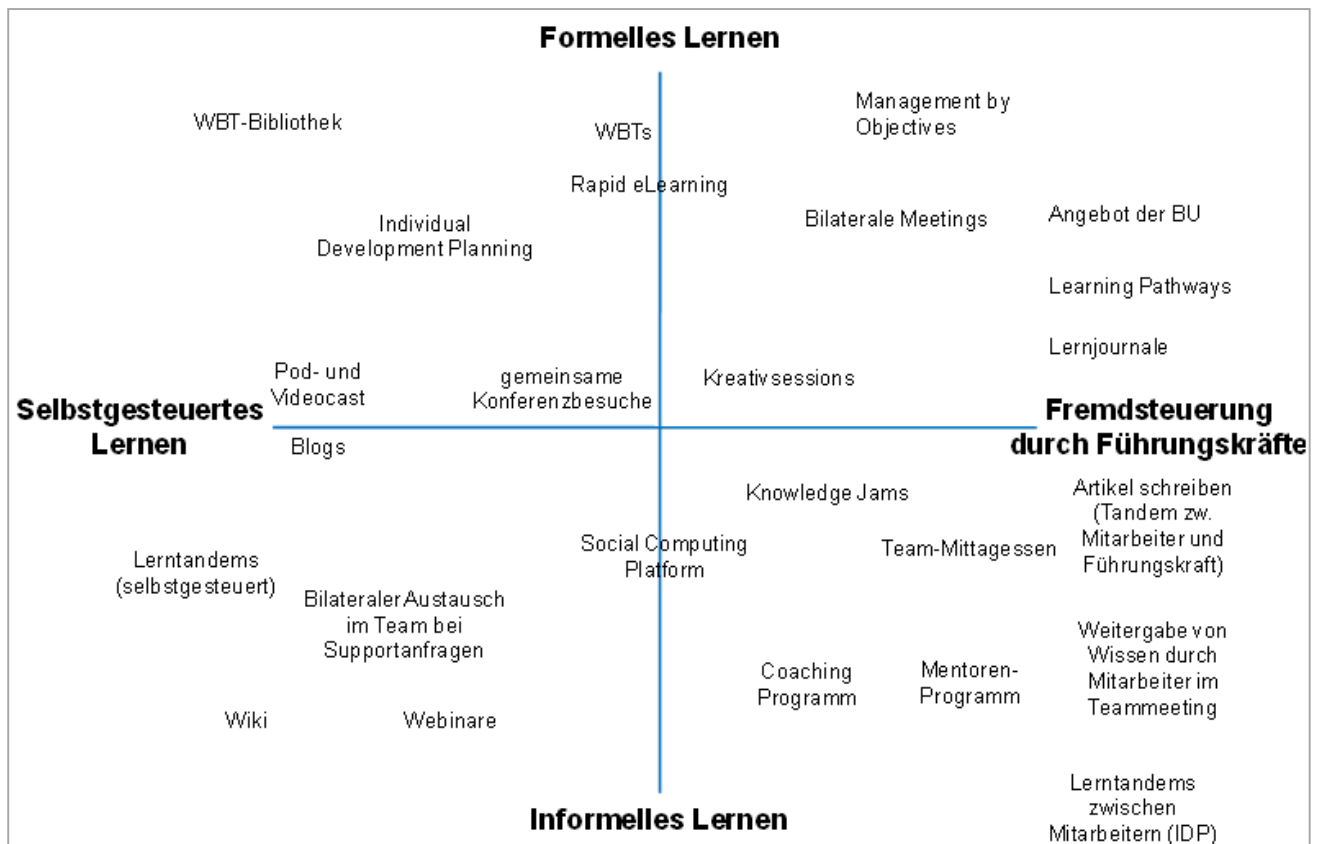 Formelles Lernen
WBT-Bibliothek
WBTs
Management by
Objectives
Rapid eLearning
Individual
Development Planning
Bilaterale Meetings
Angebot der BU
Learning Pathways
Lernjournale
Pod- und
Videocast
gemeinsame
Konferenzbesuche
Kreativsessions
Selbstgesteuertes
Lernen
Fremdsteuerung
durch Führungskräfte
Blogs
Knowledge Jams
Artikel schreiben
(Tandem zw.
Mitarbeiter und
Führungskraft)
Social Computing
Platform
Team-Mittagessen
Lerntandems
(selbstgesteuert)
Bilateraler Austausch
im Team bei
Supportanfragen
Weitergabe von
Wissen durch
Mitarbeiter im
Teammeeting
Coaching
Programm
Mentoren-
Programm
Wiki
Webinare
Lerntandems
zwischen
Mitarbeitern (IDP)
Informelles Lernen